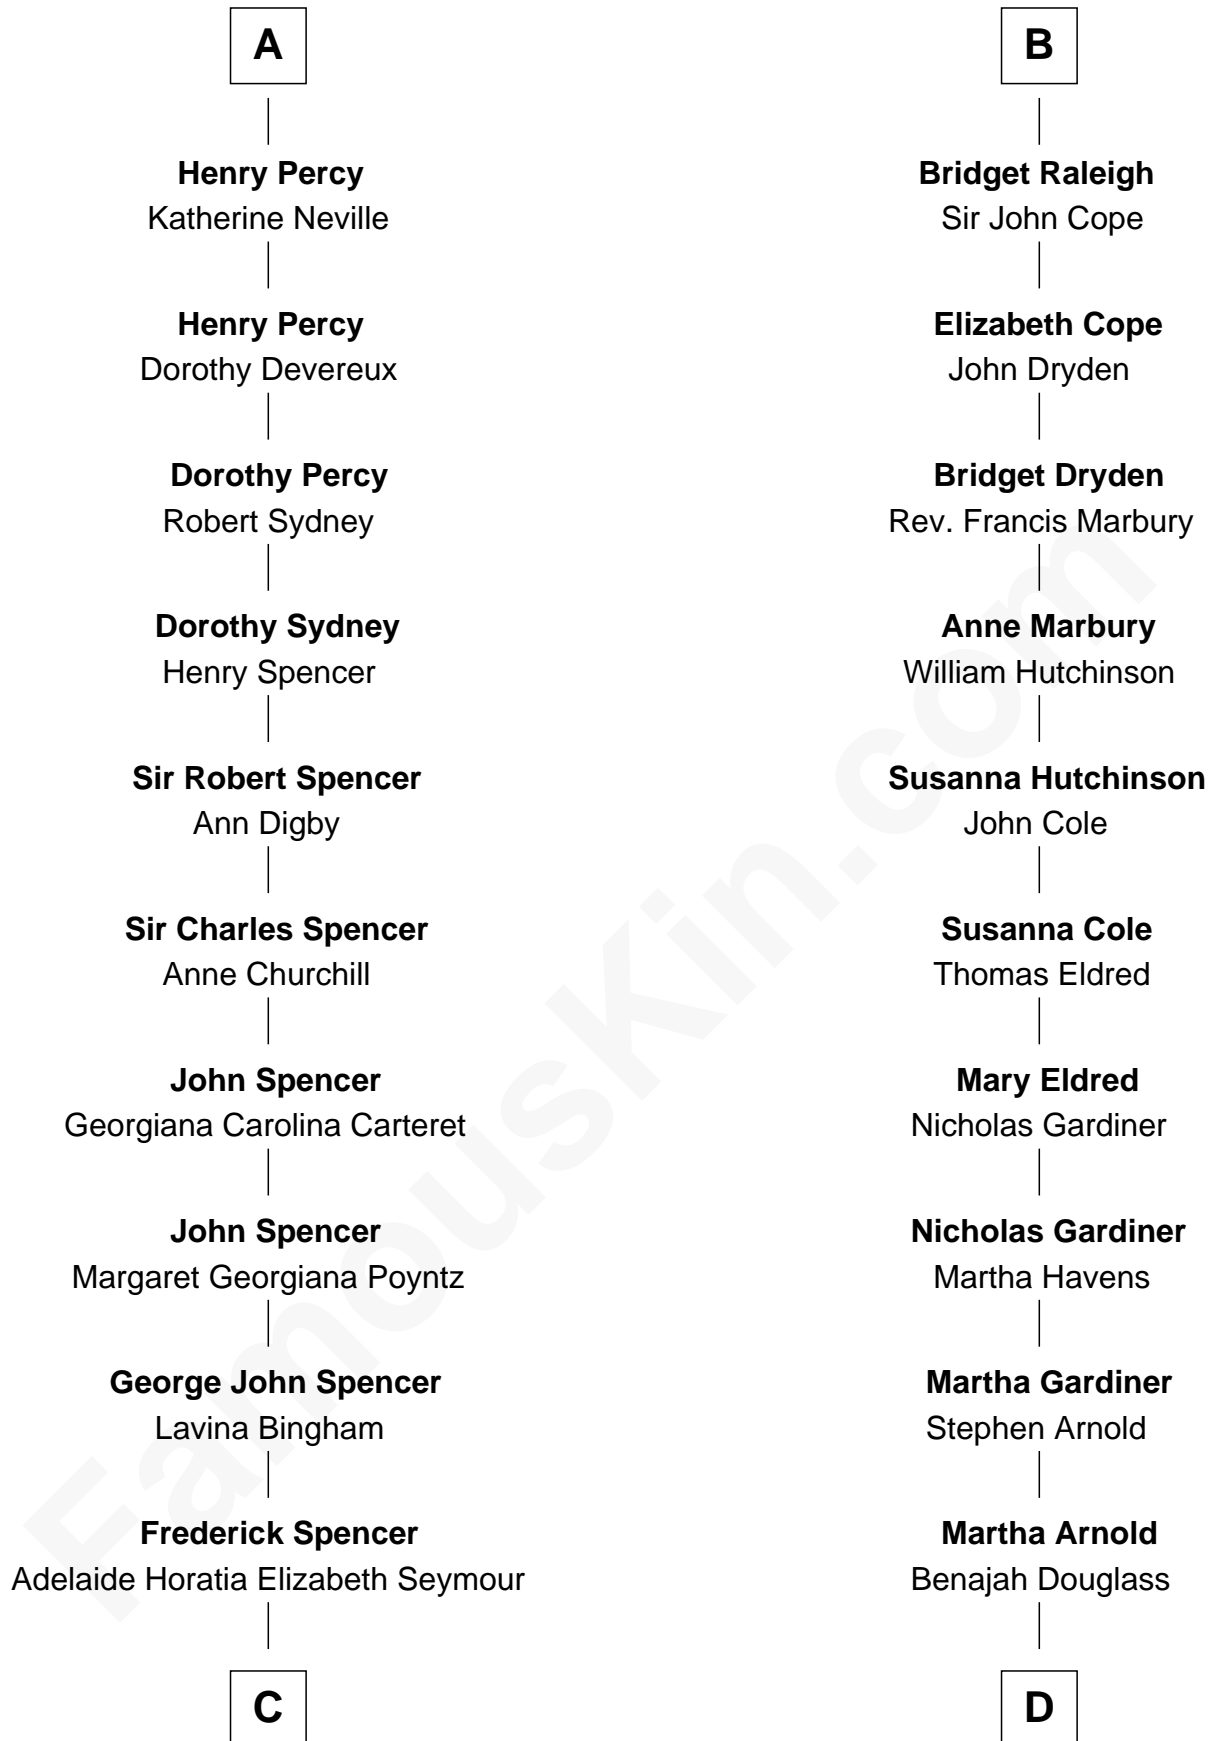 A
Henry Percy
Katherine Neville
Henry Percy
Dorothy Devereux
Dorothy Percy
Robert Sydney
Dorothy Sydney
Henry Spencer
Sir Robert Spencer
Ann Digby
Sir Charles Spencer
Anne Churchill
John Spencer
Georgiana Carolina Carteret
John Spencer
Margaret Georgiana Poyntz
George John Spencer
Lavina Bingham
Frederick Spencer
Adelaide Horatia Elizabeth Seymour
C
B
Bridget Raleigh
Sir John Cope
Elizabeth Cope
John Dryden
Bridget Dryden
Rev. Francis Marbury
Anne Marbury
William Hutchinson
Susanna Hutchinson
John Cole
Susanna Cole
Thomas Eldred
Mary Eldred
Nicholas Gardiner
Nicholas Gardiner
Martha Havens
Martha Gardiner
Stephen Arnold
Martha Arnold
Benajah Douglass
D
FamousKin.com